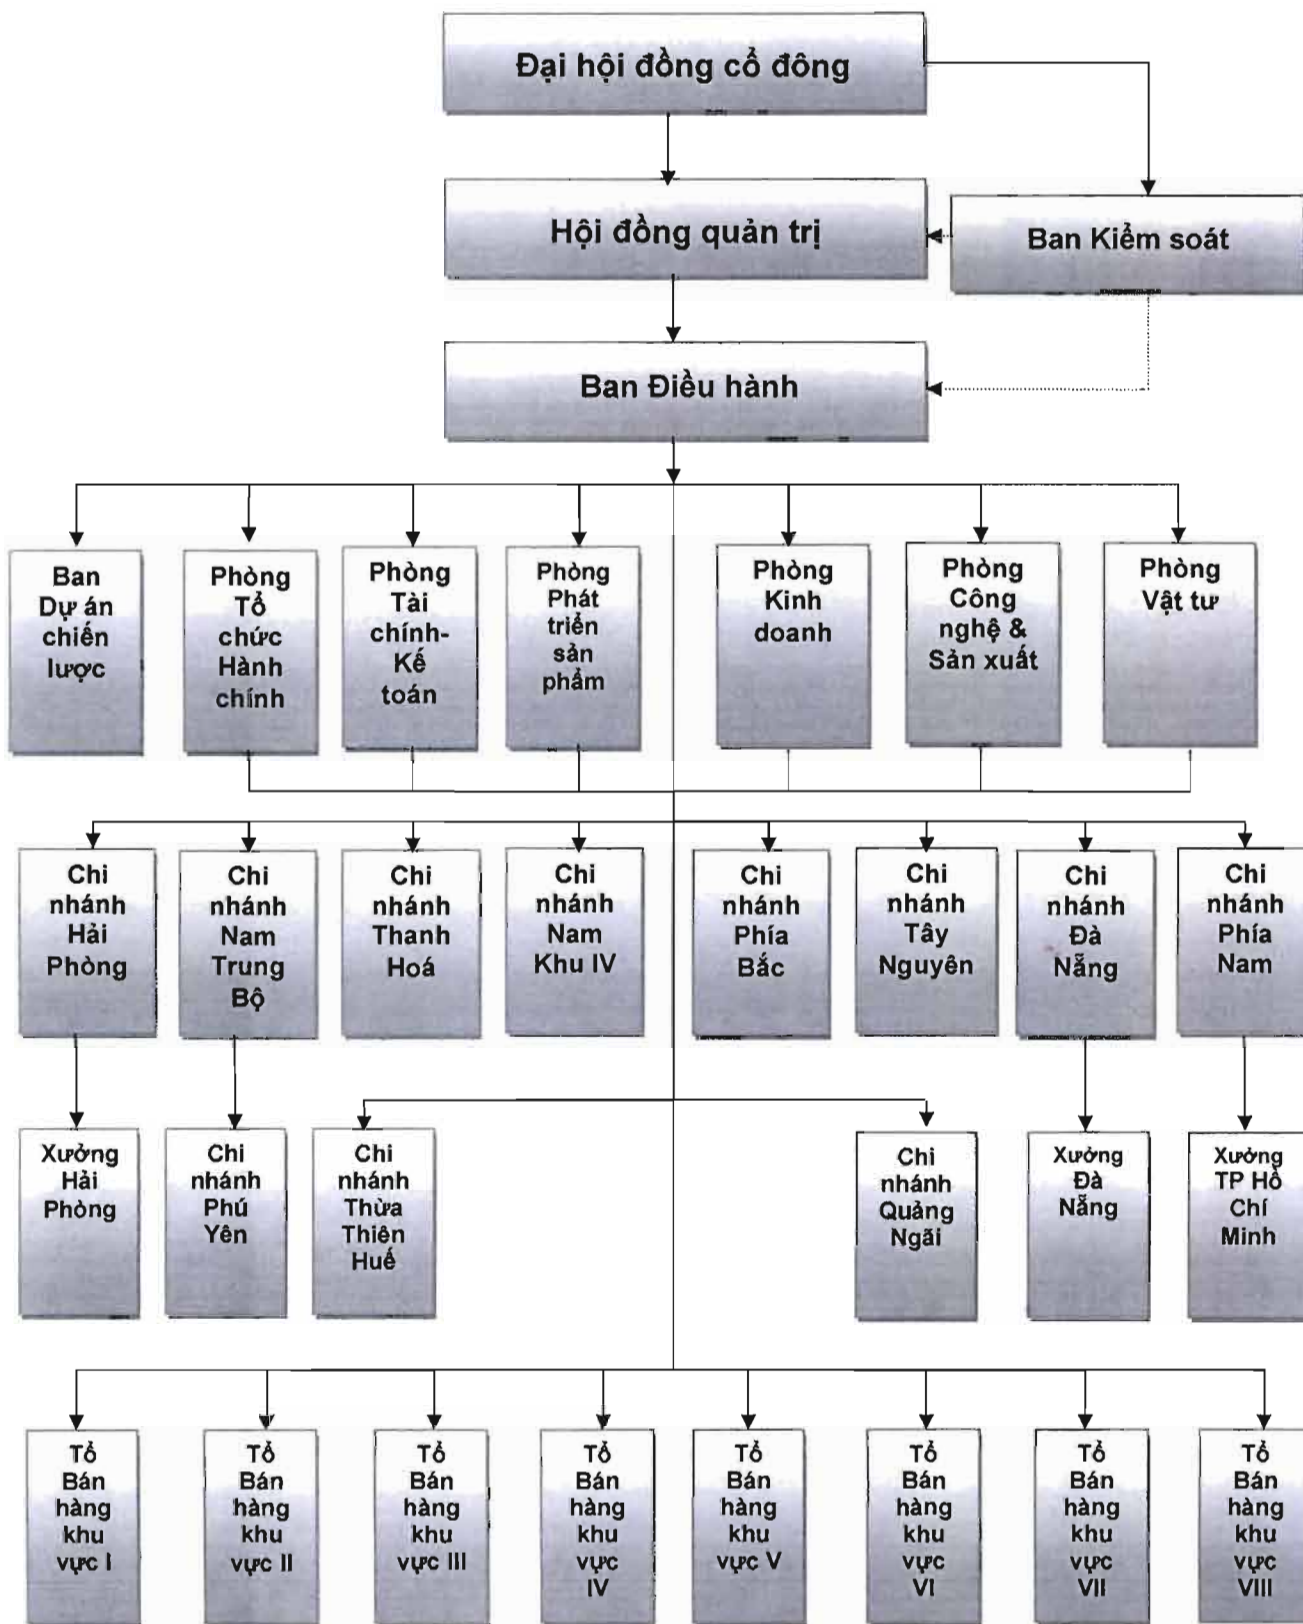 Đại hội đồng cổ đông
Hội đồng quản trị
Ban Kiểm soát
Ban Điều hành
Ban
Dự án
chiến
lược
Phòng
Tổ
chức
Hành
chính
Phòng
Tài
chính-
Kế
toán
Phòng
Phát
triển
sản
phẩm
Phòng
Kinh
doanh
Phòng
Công
nghệ &
Sản xuất
Phòng
Vật tư
Chi
nhánh
Hải
Phòng
Chi
nhánh
Nam
Trung
Bộ
Chi
nhánh
Thanh
Hoá
Chi
nhánh
Nam
Khu IV
Chi
nhánh
Phía
Bắc
Chi
nhánh
Tây
Nguyên
Chi
nhánh
Đà
Nẵng
Chi
nhánh
Phía
Nam
Xưởng
Hải
Phòng
Chi
nhánh
Phú
Yên
Chi
nhánh
Thừa
Thiên
Huế
Chi
nhánh
Quảng
Ngãi
Xưởng
Đà
Nẵng
Xưởng
TP Hồ
Chí
Minh
Tổ
Bán
hàng
khu
vực I
Tổ
Bán
hàng
khu
vực II
Tổ
Bán
hàng
khu
vực III
Tổ
Bán
hàng
khu
vực
IV
Tổ
Bán
hàng
khu
vực V
Tổ
Bán
hàng
khu
vực
VI
Tổ
Bán
hàng
khu
vực
VII
Tổ
Bán
hàng
khu
vực
VIII